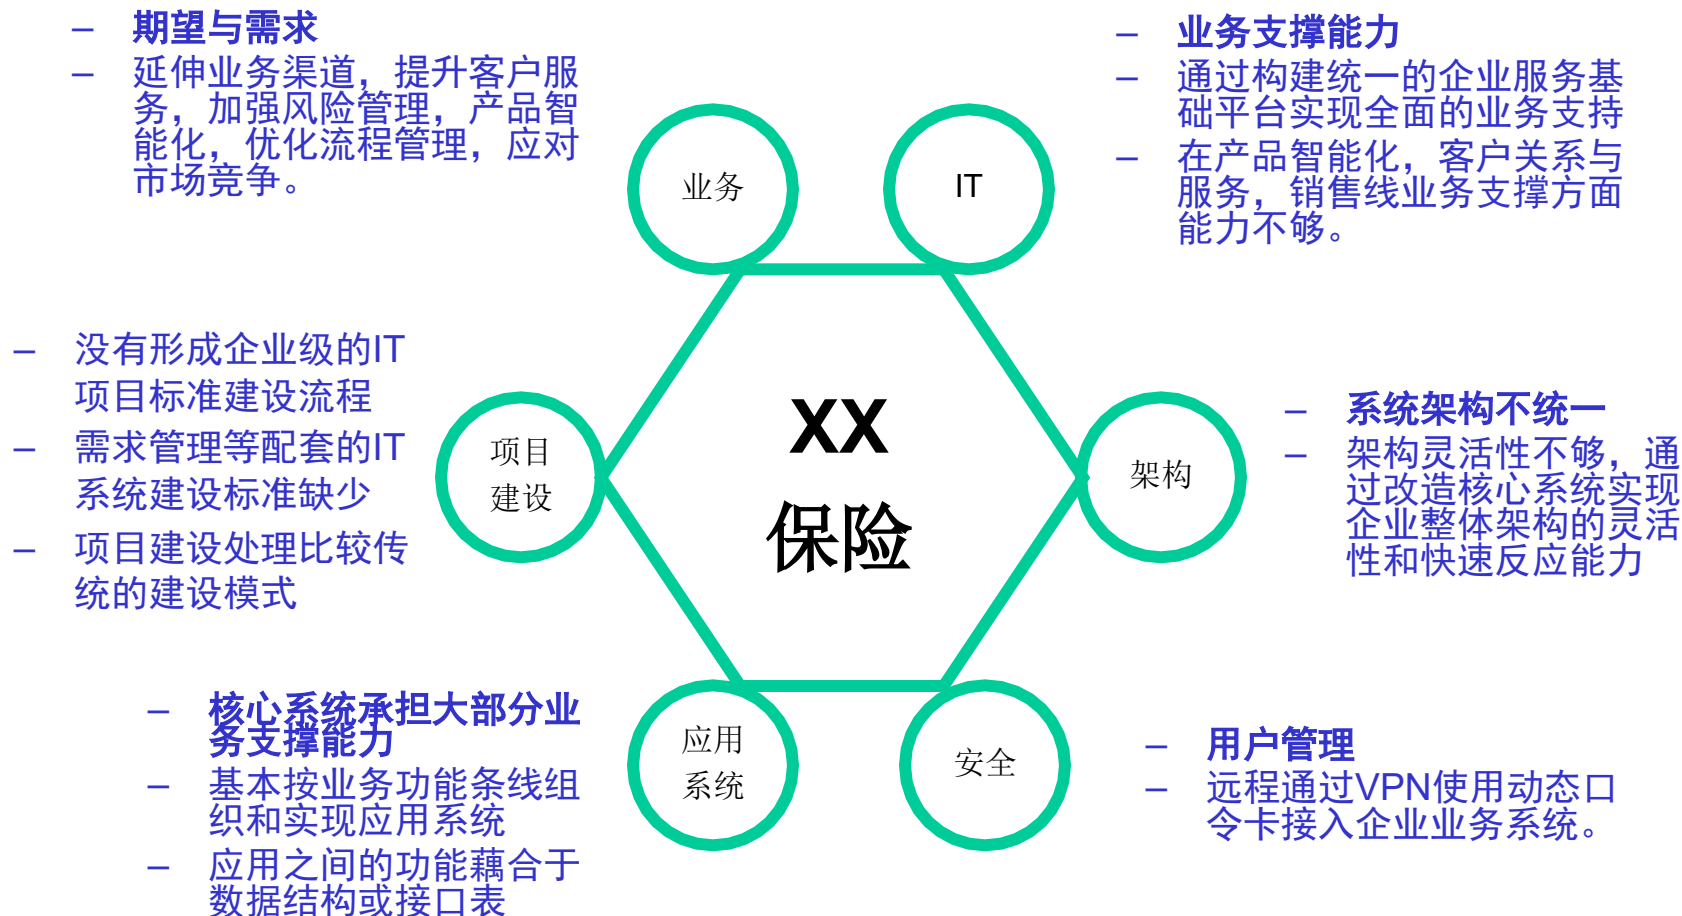 – 期望与需求
– 延伸业务渠道，提升客户服
务，加强风险管理，产品智
能化，优化流程管理，应对
市场竞争。
– 业务支撑能力
– 通过构建统一的企业服务基
础平台实现全面的业务支持
– 在产品智能化，客户关系与
服务，销售线业务支撑方面
能力不够。
业务
IT
– 没有形成企业级的IT
项目标准建设流程
– 需求管理等配套的IT
系统建设标准缺少
– 项目建设处理比较传
统的建设模式
项目
建设
XX
保险
架构
– 系统架构不统一
– 架构灵活性不够，通
过改造核心系统实现
企业整体架构的灵活
性和快速反应能力
– 核心系统承担大部分业
务支撑能力
– 基本按业务功能条线组
织和实现应用系统
– 应用之间的功能藕合于
数据结构或接口表
应用
系统
安全
– 用户管理
– 远程通过VPN使用动态口
令卡接入企业业务系统。